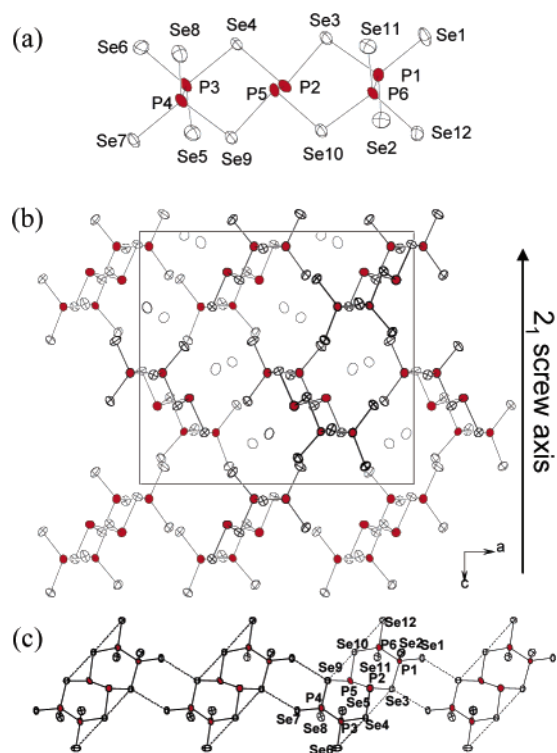 (a)
Se8 Se4 Se3 Se11 Se1
Se6
P3 P2 P1
P4 P5 P6
Se7 Se5 Se9 Se10 Se2 Se12
(b)
2₁ screw axis
a
c
(c)
Se12
Se10 P6 Se2 Se1
Se9 Se11 P1
P2
P5
P4 Se5 Se3
Se7 Se8 P3 Se4
Se6